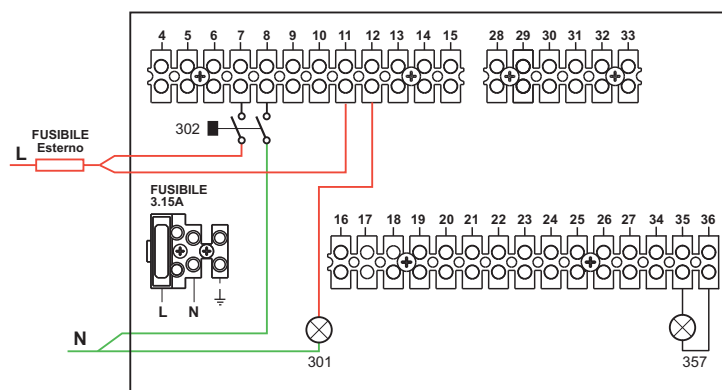 4 5 6 7 8 9 10 11 12 13 14 15
28 29 30 31 32 33
302
FUSIBILE
Esterno
L
FUSIBILE
3.15A
16 17 18 19 20 21 22 23 24 25 26 27 34 35 36
L N
N
301
357